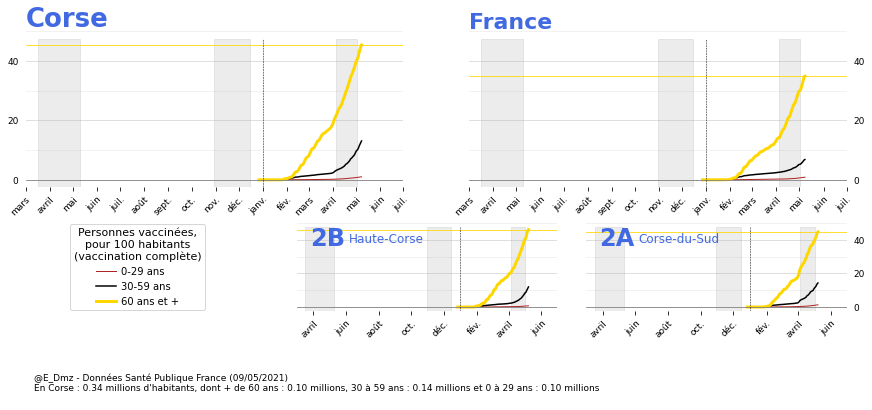 Corse
France
40
20
0
40
20
0
mars avril mai juin juil. août sept. oct. nov. déc. janv. fév. mars avril mai juin juil.
mars avril mai juin juil. août sept. oct. nov. déc. janv. fév. mars avril mai juin juil.
Personnes vaccinées,
pour 100 habitants
(vaccination complète)
0-29 ans
30-59 ans
60 ans et +
2B Haute-Corse
2A Corse-du-Sud
40
20
0
avril juin août oct. déc. fév. avril juin
avril juin août oct. déc. fév. avril juin
@E_Dmz - Données Santé Publique France (09/05/2021)
En Corse : 0.34 millions d'habitants, dont + de 60 ans : 0.10 millions, 30 à 59 ans : 0.14 millions et 0 à 29 ans : 0.10 millions